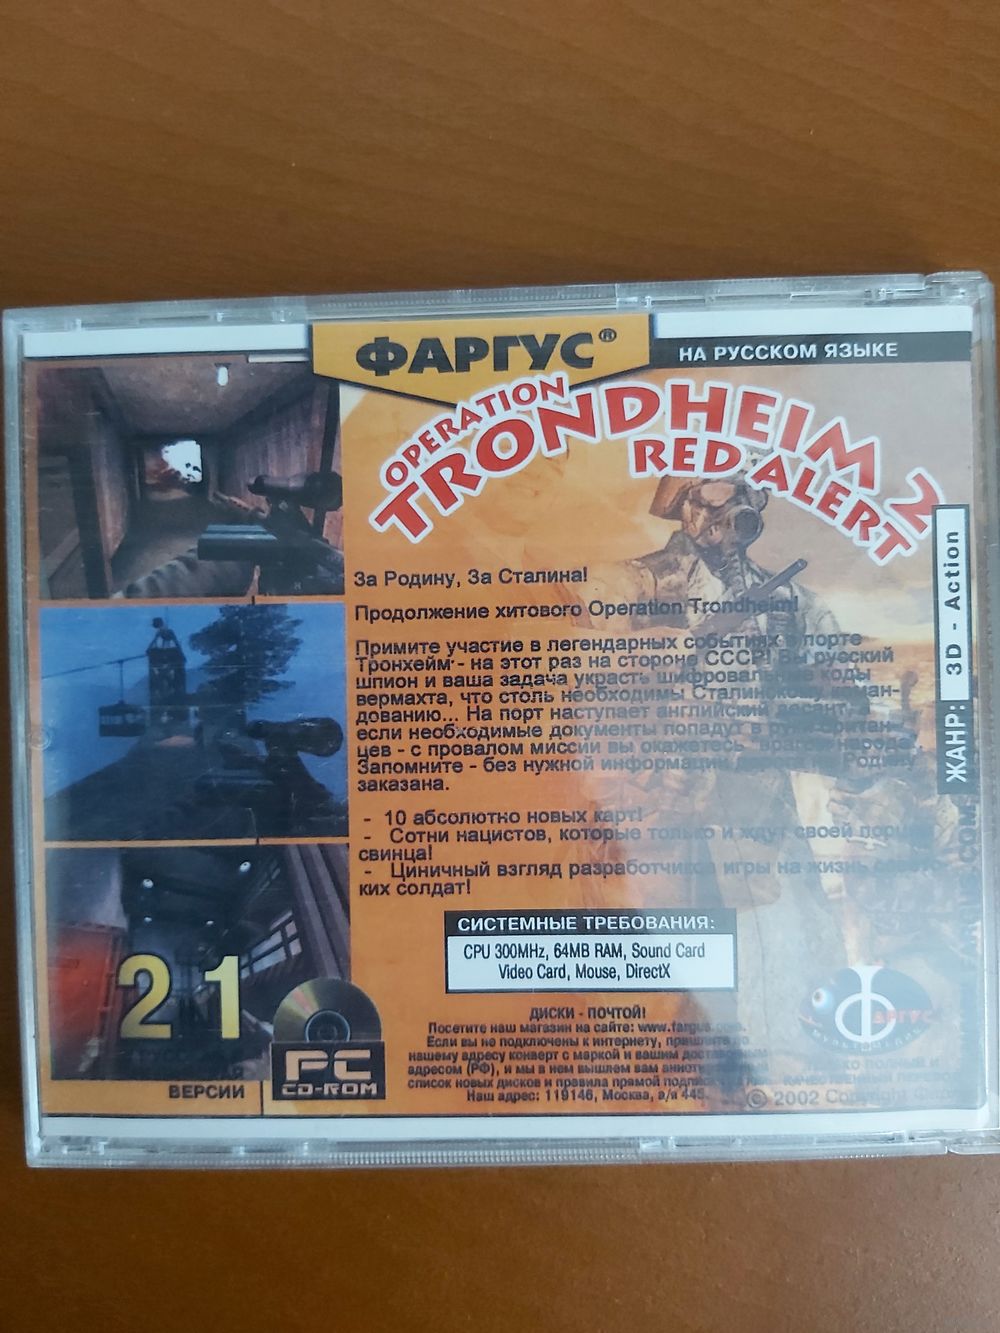 ФАРГУС®
НА РУССКОМ ЯЗЫКЕ
OPERATION
TRONDHEIM 2
RED ALERT
ЖАНР: 3D - Action
За Родину, За Сталина!
Продолжение хитового Operation Trondheim!
Примите участие в легендарных событиях в порте
Тронхейм - на этот раз на стороне СССР! Вы русский
шпион и ваша задача украсть шифровальные коды
вермахта, что столь необходимы Сталинскому коман-
дованию... На порт наступает английский десант,
если необходимые документы попадут в
цев - с провалом миссии вы окажетесь "врагом народа".
Запомните - без нужной информации Родину
заказана.
- 10 абсолютно новых карт!
- Сотни нацистов, которые только и ждут своей порции
свинца!
- Циничный взгляд разработчиков игры на жизнь
ких солдат!
СИСТЕМНЫЕ ТРЕБОВАНИЯ:
CPU 300MHz, 64MB RAM, Sound Card
Video Card, Mouse, DirectX
2 IN 1
ВЕРСИИ
PC
CD-ROM
ДИСКИ - ПОЧТОЙ!
Посетите наш магазин на сайте: www.fargus.com.
Если вы не подключены к интернету, пришлите по
нашему адресу конверт с маркой и вашим
адресом (РФ), и мы в нем вышлем вам
список новых дисков и правила прямой
Наш адрес: 119146, Москва, а/я 445.
© 2002 Copyright